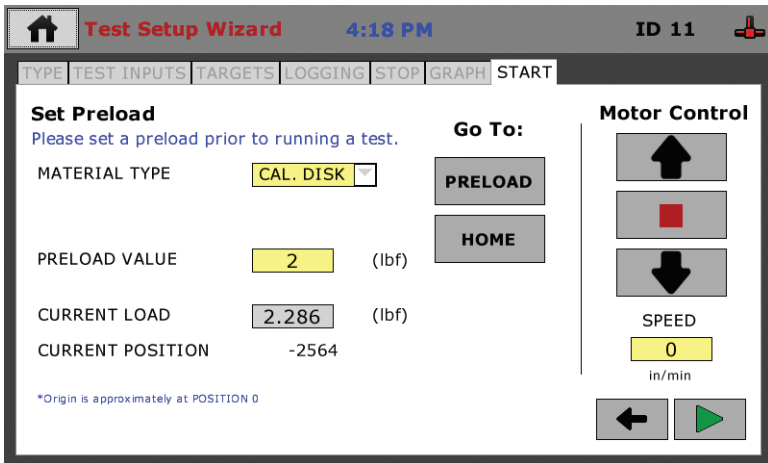 Test Setup Wizard 4:18 PM ID 11
TYPE TEST INPUTS TARGETS LOGGING STOP GRAPH START
Set Preload
Please set a preload prior to running a test.
MATERIAL TYPE CAL. DISK
PRELOAD VALUE 2 (lbf)
CURRENT LOAD 2.286 (lbf)
CURRENT POSITION -2564
*Origin is approximately at POSITION 0
Go To:
PRELOAD
HOME
Motor Control
SPEED
0
in/min